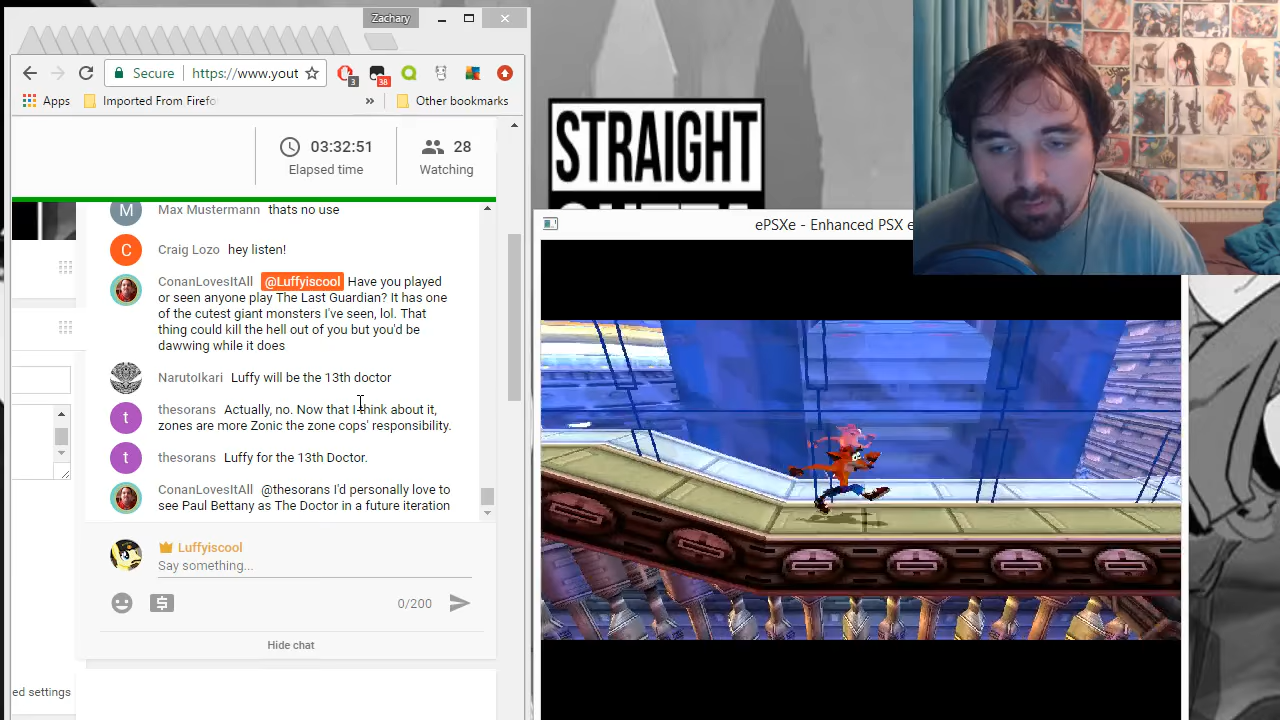 Zachary
Secure
https://www.yout
3
38
Apps
Imported From Firefo
»
Other bookmarks
03:32:51
Elapsed time
28
Watching
M
Max Mustermann thats no use
C
Craig Lozo hey listen!
ConanLovesItAll @Luffyiscool Have you played
or seen anyone play The Last Guardian? It has one
of the cutest giant monsters I've seen, lol. That
thing could kill the hell out of you but you'd be
dawwing while it does
NarutoIkari Luffy will be the 13th doctor
t
thesorans Actually, no. Now that I think about it,
zones are more Zonic the zone cops' responsibility.
t
thesorans Luffy for the 13th Doctor.
ConanLovesItAll @thesorans I'd personally love to
see Paul Bettany as The Doctor in a future iteration
Luffyiscool
Say something...
0/200
Hide chat
ed settings
STRAIGHT
ePSXe - Enhanced PSX e